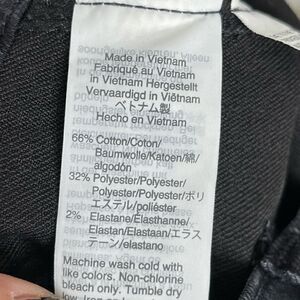 Made in Vietnam
Fabriqué au Vietnam
in Vietnam Hergestellt
Vervaardigd in Viëtnam
ベトナム製
Hecho en Vietnam
66% Cotton/Coton/
Baumwolle/Katoen/綿/
algodón
32% Polyester/Polyester/
Polyester/Polyester/ポリ
エステル/poliéster
2% Elastane/Élasthanne/
Elastan/Elastaan/エラス
テーン/elastano
Machine wash cold with
like colors. Non-chlorine
bleach only. Tumble dry